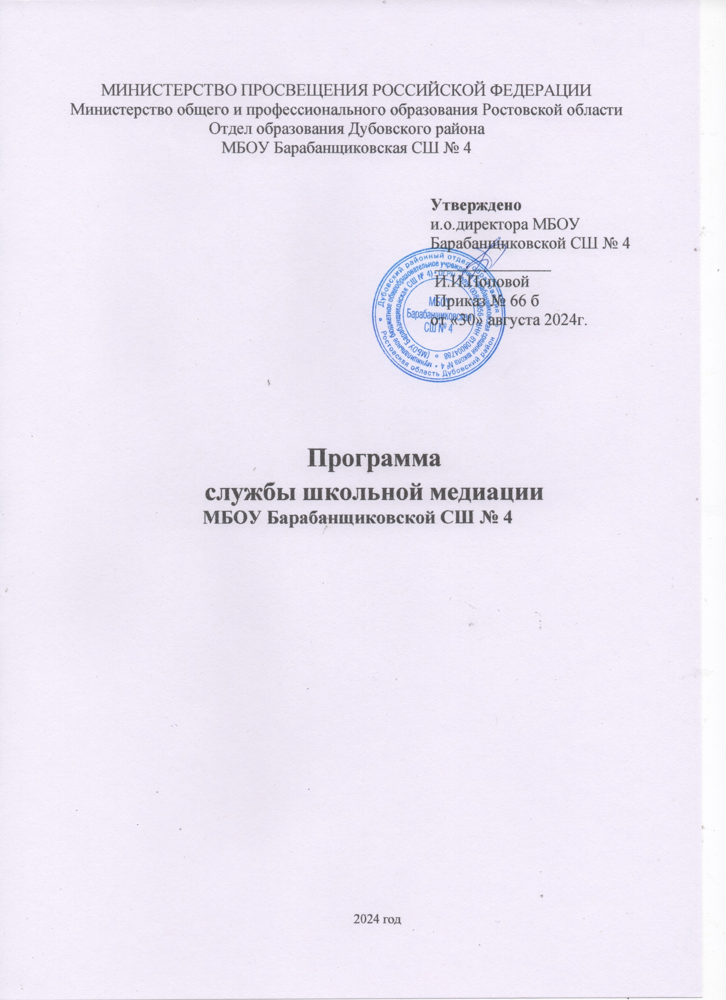 МИНИСТЕРСТВО ПРОСВЕЩЕНИЯ РОССИЙСКОЙ ФЕДЕРАЦИИ
Министерство общего и профессионального образования Ростовской области
Отдел образования Дубовского района
МБОУ Барабанщиковская СШ № 4
Утверждено
и.о.директора МБОУ
Барабанщиковской СШ № 4
И.И.Поповой
Приказ № 66 б
от «30» августа 2024г.
Дубовский районный отдел образования
Ростовская область Дубовский район
муниципальное бюджетное общеобразовательное учреждение Барабанщиковская средняя школа № 4
(МБОУ Барабанщиковская СШ № 4) • ОГРН
ИНН 6108004788
МБОУ
Барабанщиковская
СШ № 4
Программа
службы школьной медиации
МБОУ Барабанщиковской СШ № 4
2024 год